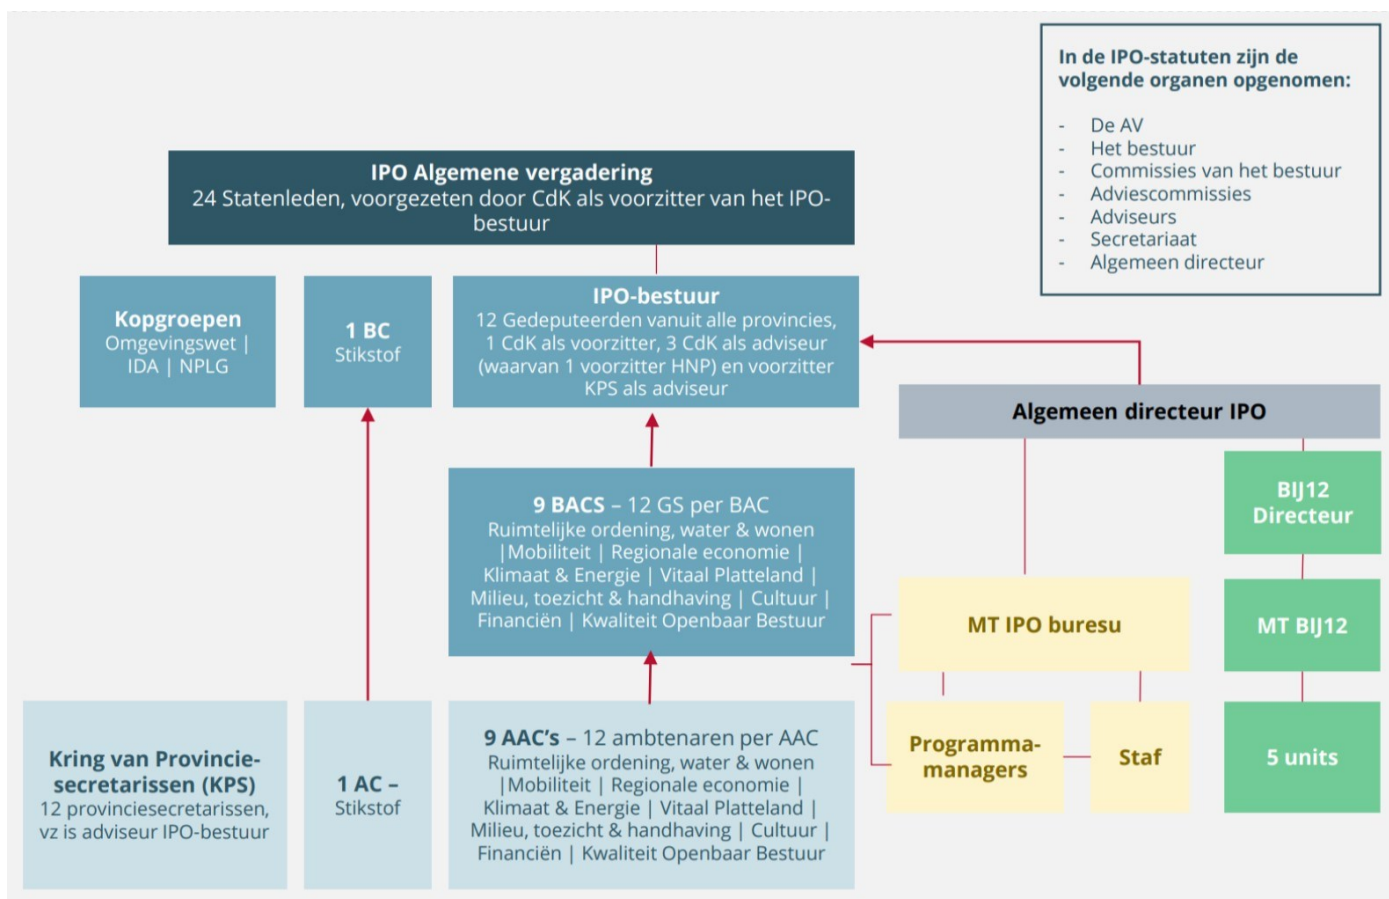 In de IPO-statuten zijn de
volgende organen opgenomen:
- De AV
- Het bestuur
- Commissies van het bestuur
- Adviescommissies
- Adviseurs
- Secretariaat
- Algemeen directeur
IPO Algemene vergadering
24 Statenleden, voorgezeten door CdK als voorzitter van het IPO-
bestuur
Kopgroepen
Omgevingswet |
IDA | NPLG
1 BC
Stikstof
IPO-bestuur
12 Gedeputeerden vanuit alle provincies,
1 CdK als voorzitter, 3 CdK als adviseur
(waarvan 1 voorzitter HNP) en voorzitter
KPS als adviseur
Algemeen directeur IPO
9 BACS – 12 GS per BAC
Ruimtelijke ordening, water & wonen
|Mobiliteit | Regionale economie |
Klimaat & Energie | Vitaal Platteland |
Milieu, toezicht & handhaving | Cultuur |
Financiën | Kwaliteit Openbaar Bestuur
BIJ12
Directeur
MT IPO buresu
MT BIJ12
Kring van Provincie-
secretarissen (KPS)
12 provinciesecretarissen,
vz is adviseur IPO-bestuur
1 AC –
Stikstof
9 AAC's – 12 ambtenaren per AAC
Ruimtelijke ordening, water & wonen
|Mobiliteit | Regionale economie |
Klimaat & Energie | Vitaal Platteland |
Milieu, toezicht & handhaving | Cultuur |
Financiën | Kwaliteit Openbaar Bestuur
Programma-
managers
Staf
5 units